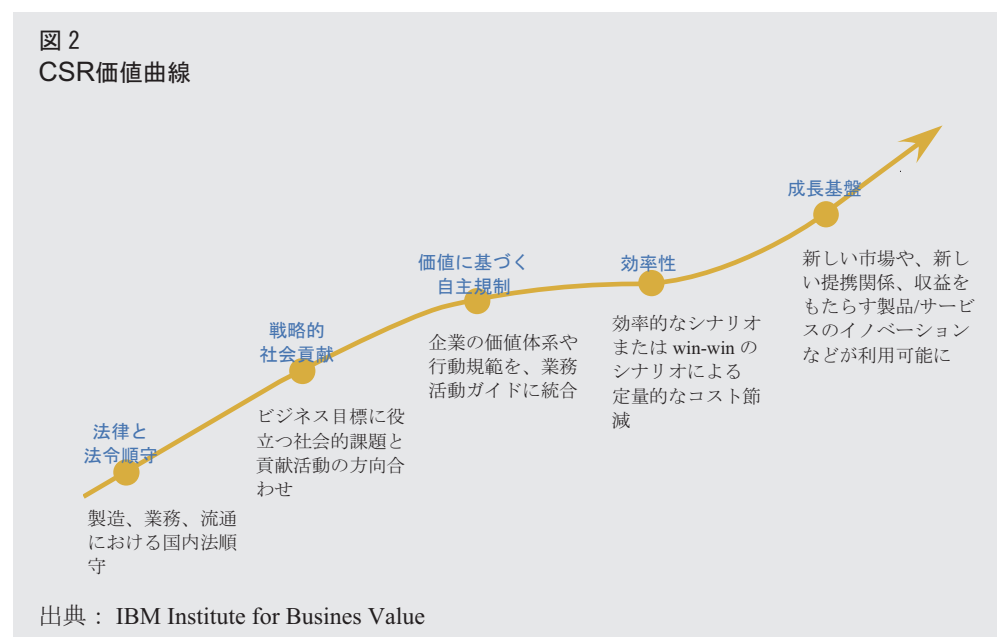 図 2
CSR価値曲線
法律と
法令順守
製造、業務、流通
における国内法順
守
戦略的
社会貢献
ビジネス目標に役
立つ社会的課題と
貢献活動の方向合
わせ
価値に基づく
自主規制
企業の価値体系や
行動規範を、業務
活動ガイドに統合
効率性
効率的なシナリオ
または win-win の
シナリオによる
定量的なコスト節
減
成長基盤
新しい市場や、新し
い提携関係、収益を
もたらす製品/サービ
スのイノベーション
などが利用可能に
出典： IBM Institute for Busines Value